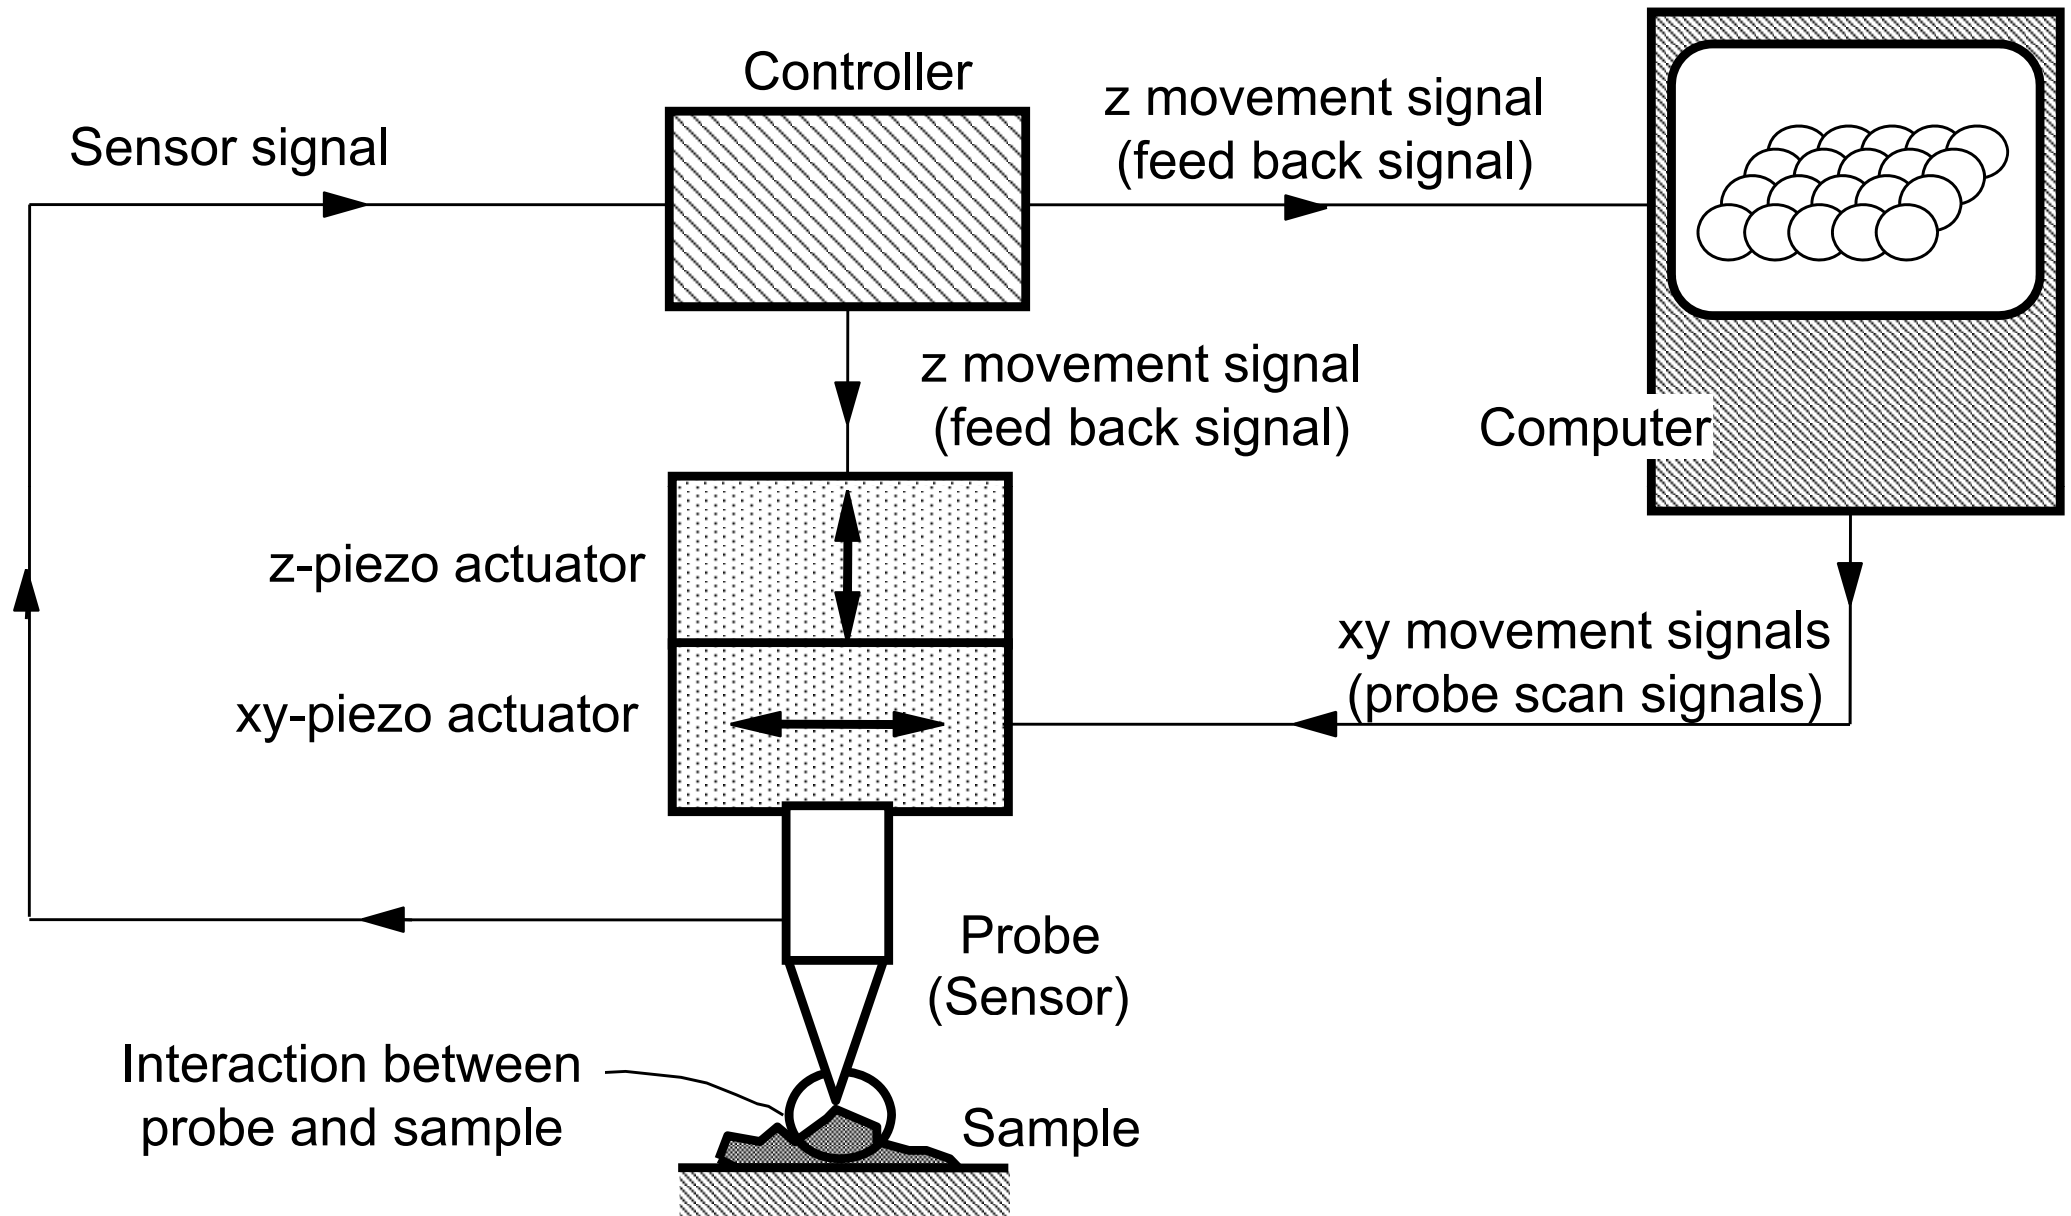 Controller
z movement signal
(feed back signal)
Sensor signal
z movement signal
(feed back signal)
Computer
z-piezo actuator
xy movement signals
(probe scan signals)
xy-piezo actuator
Probe
(Sensor)
Interaction between
probe and sample
Sample